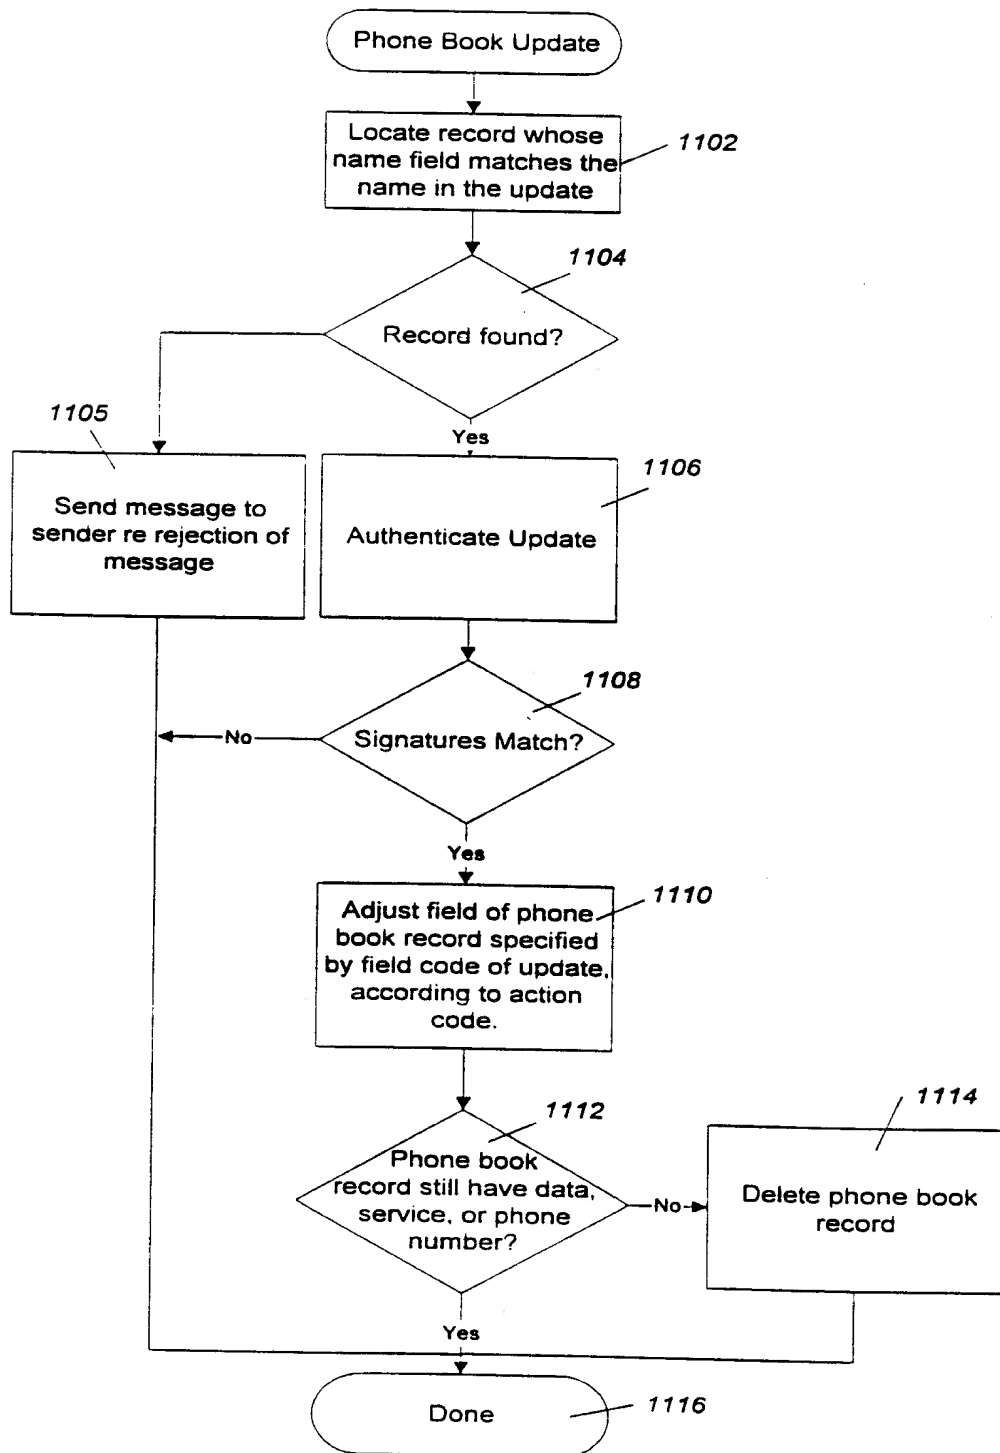 Phone Book Update
Locate record whose
name field matches the
name in the update
1102
1104
Record found?
1105
Yes
1106
Send message to
sender re rejection of
message
Authenticate Update
1108
No
Signatures Match?
Yes
1110
Adjust field of phone
book record specified
by field code of update,
according to action
code.
1112
1114
Phone book
record still have data,
service, or phone
number?
No
Delete phone book
record
Yes
Done
1116